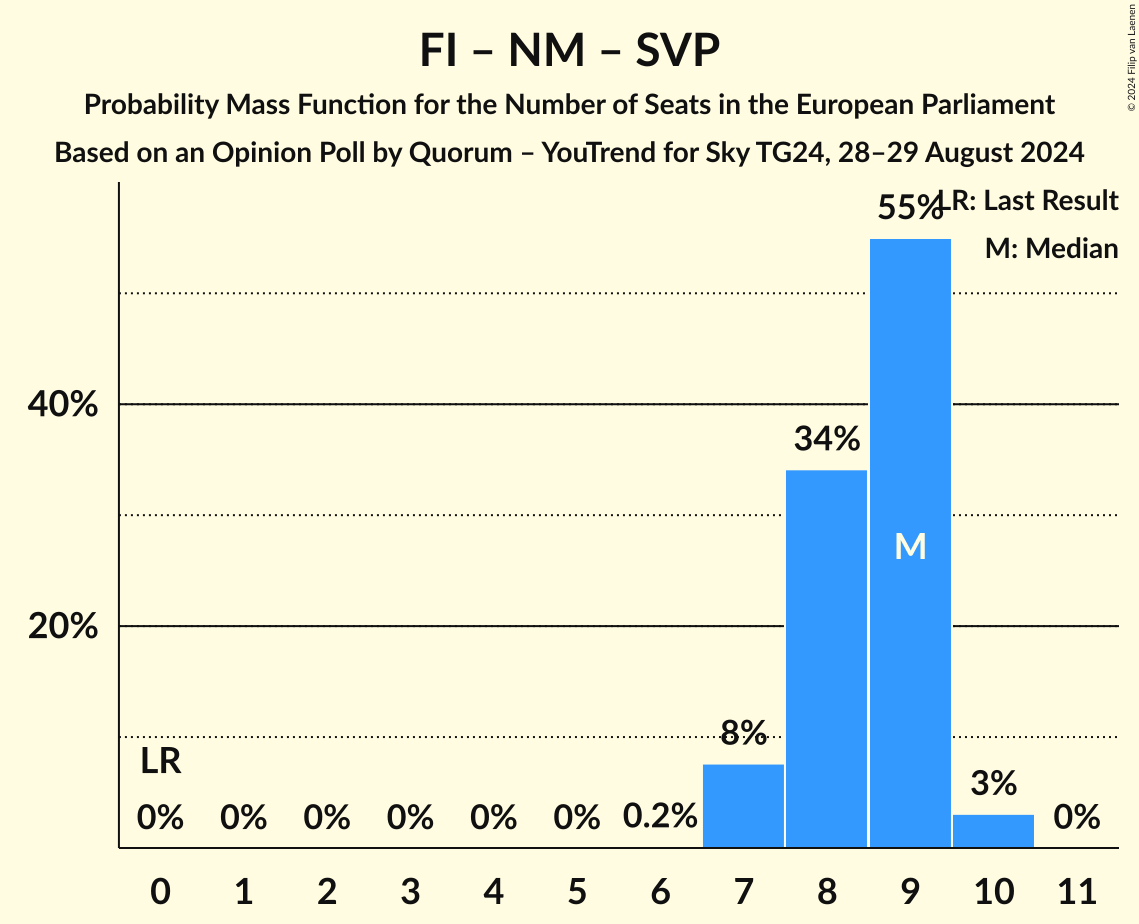 FI – NM – SVP
Probability Mass Function for the Number of Seats in the European Parliament
Based on an Opinion Poll by Quorum – YouTrend for Sky TG24, 28–29 August 2024
© 2024 Filip van Laenen
LR: Last Result
M: Median
55%
40%
34%
M
20%
8%
LR
3%
0% 0% 0% 0% 0% 0% 0.2% 0%
0 1 2 3 4 5 6 7 8 9 10 11